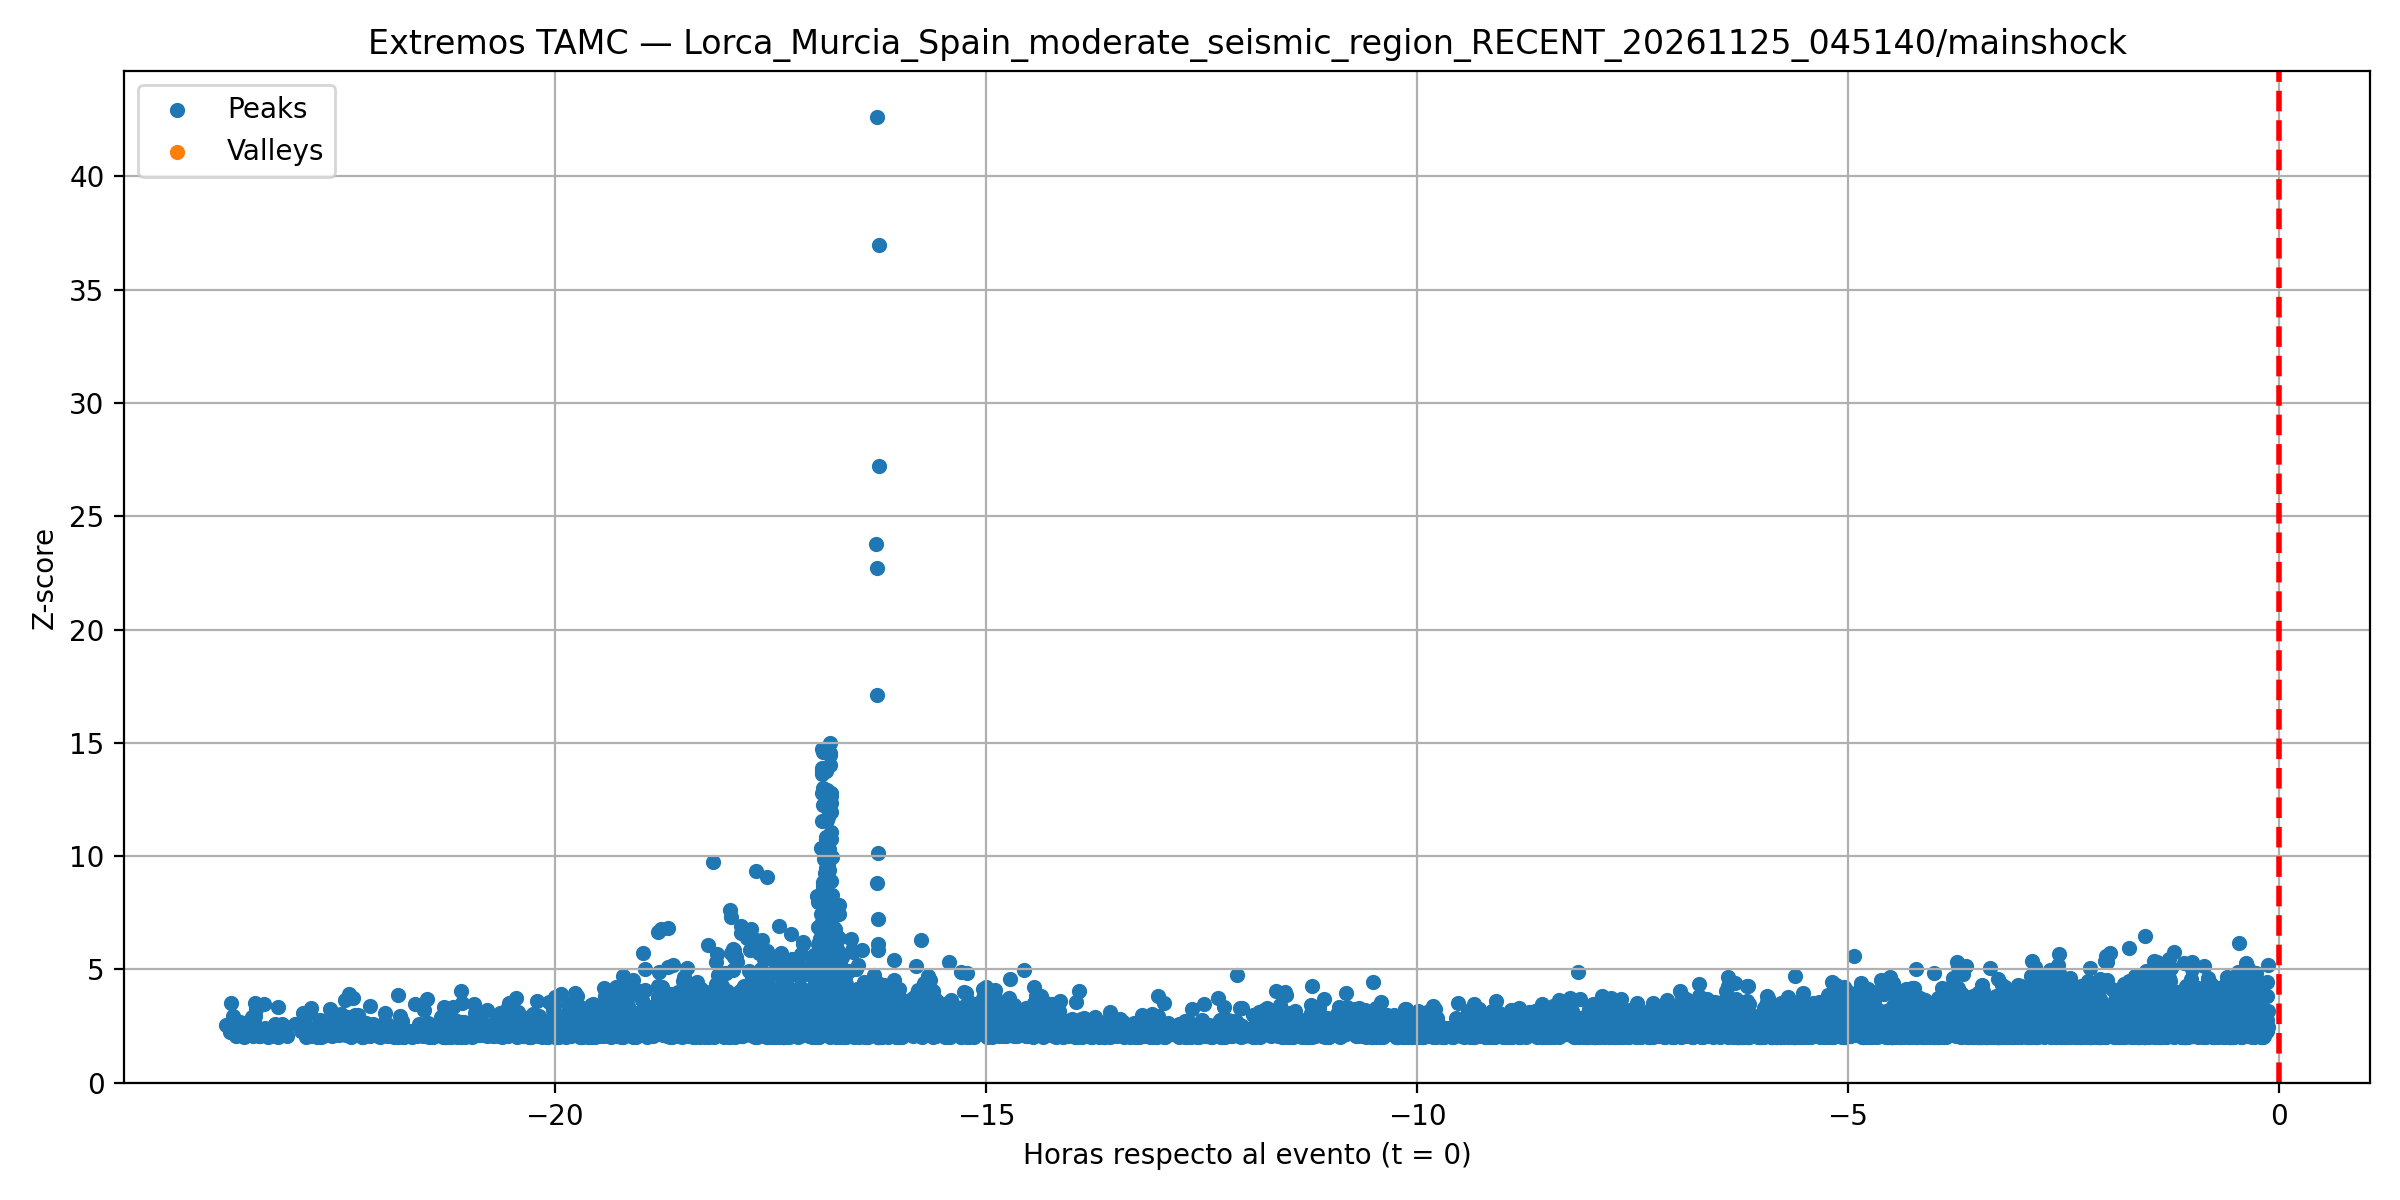 Extremos TAMC — Lorca_Murcia_Spain_moderate_seismic_region_RECENT_20261125_045140/mainshock
Peaks
Valleys
40
35
30
25
20
15
10
5
0
Z-score
−20
−15
−10
−5
0
Horas respecto al evento (t = 0)